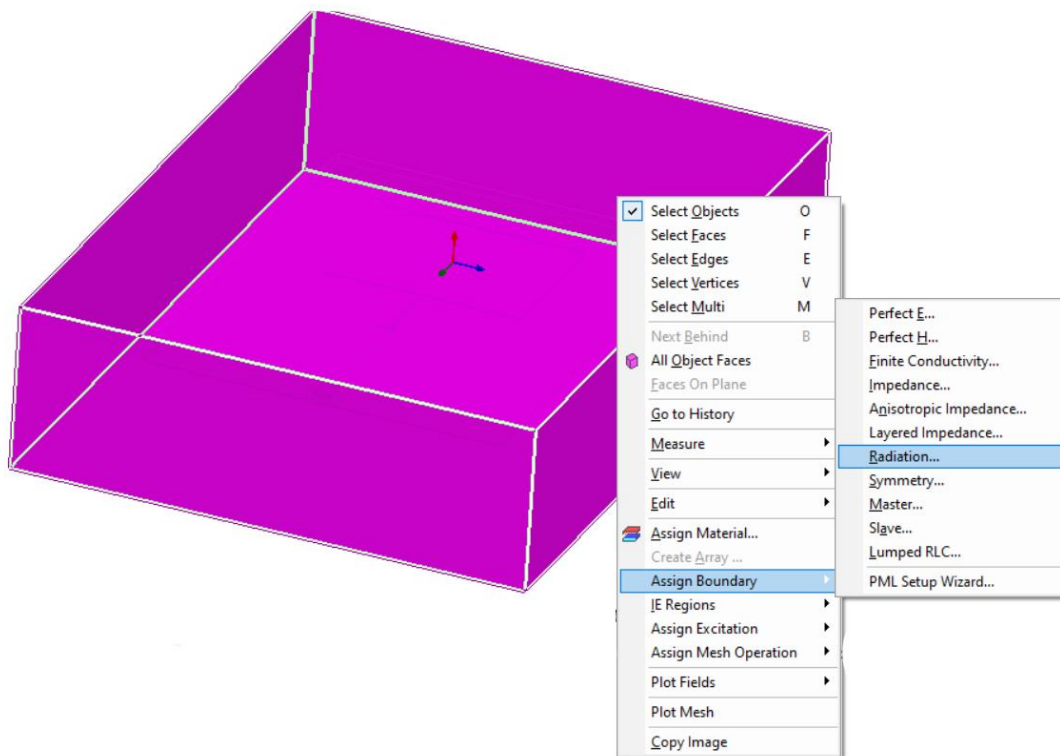 Select Objects O
Select Faces F
Select Edges E
Select Vertices V
Select Multi M
Next Behind B
All Object Faces
Faces On Plane
Go to History
Measure
View
Edit
Assign Material...
Create Array ...
Assign Boundary
IE Regions
Assign Excitation
Assign Mesh Operation
Plot Fields
Plot Mesh
Copy Image
Perfect E...
Perfect H...
Finite Conductivity...
Impedance...
Anisotropic Impedance...
Layered Impedance...
Radiation...
Symmetry...
Master...
Slave...
Lumped RLC...
PML Setup Wizard...